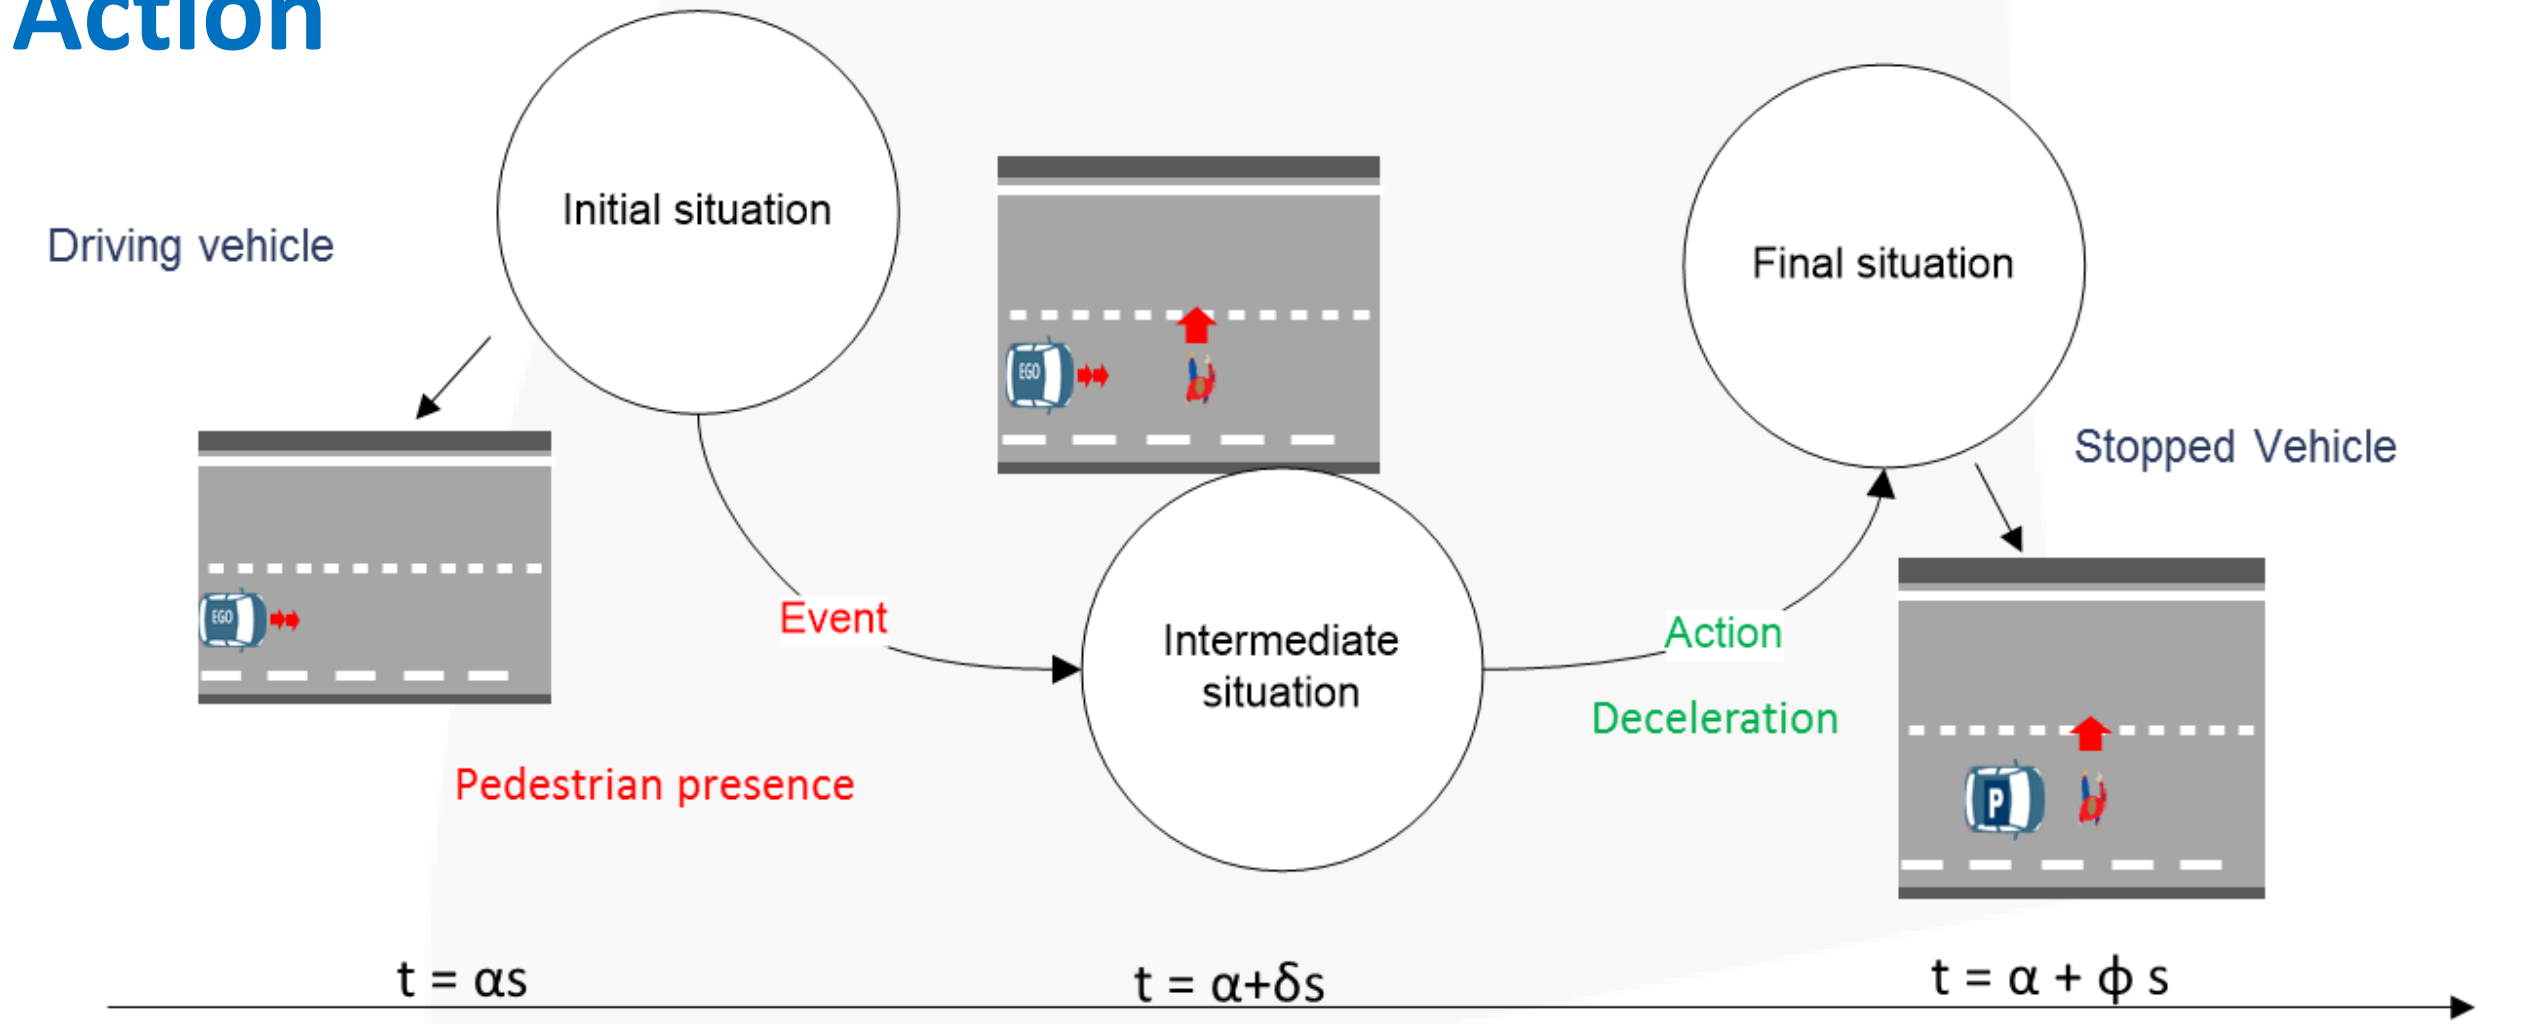 Action
Initial situation
Driving vehicle
EGO
Event
Pedestrian presence
EGO
Intermediate
situation
Action
Deceleration
Final situation
Stopped Vehicle
P
t = αs
t = α+δs
t = α + ϕ s